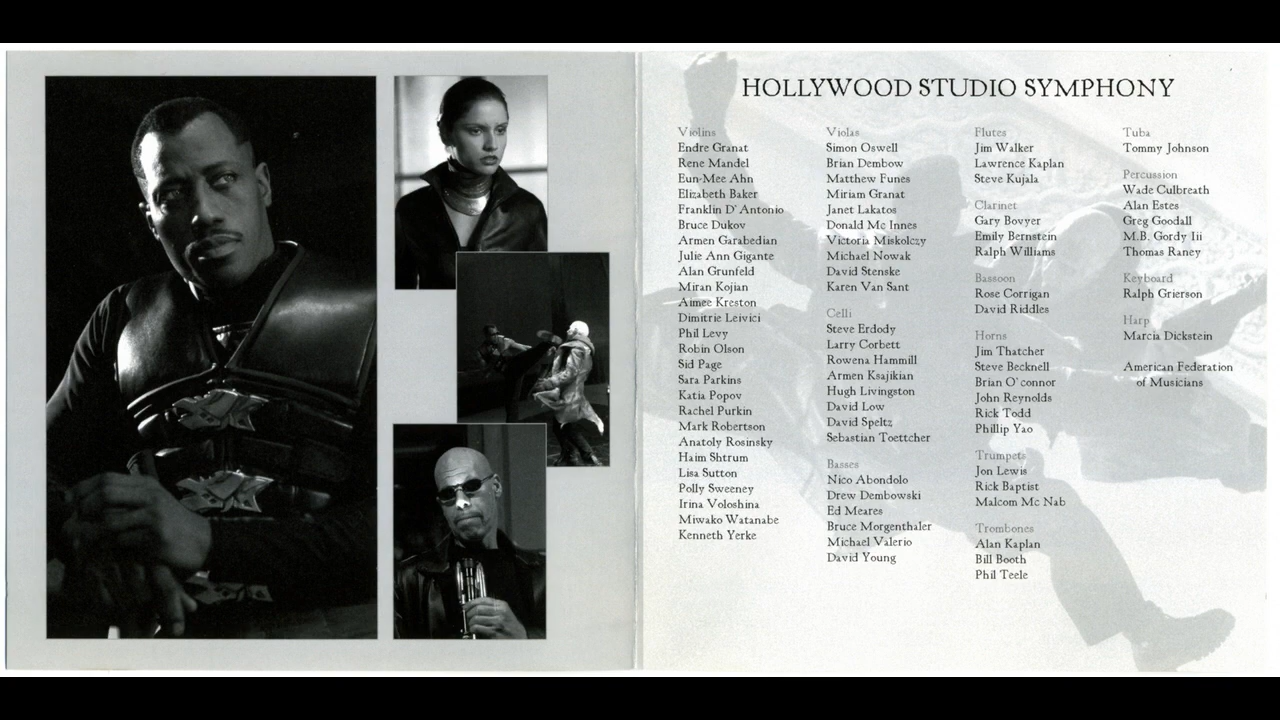 HOLLYWOOD STUDIO SYMPHONY
Violins
Endre Granat
Rene Mandel
Eun-Mee Ahn
Elizabeth Baker
Franklin D' Antonio
Bruce Dukov
Armen Garabedian
Julie Ann Gigante
Alan Grunfeld
Miran Kojian
Aimee Kreston
Dimitrie Leivici
Phil Levy
Robin Olson
Sid Page
Sara Parkins
Katia Popov
Rachel Purkin
Mark Robertson
Anatoly Rosinsky
Haim Shtrum
Lisa Sutton
Polly Sweeney
Irina Voloshina
Miwako Watanabe
Kenneth Yerke
Violas
Simon Oswell
Brian Dembow
Matthew Funes
Miriam Granat
Janet Lakatos
Donald Mc Innes
Victoria Miskolczy
Michael Nowak
David Stenske
Karen Van Sant
Celli
Steve Erdody
Larry Corbett
Rowena Hammill
Armen Ksajikian
Hugh Livingston
David Low
David Speltz
Sebastian Toettcher
Basses
Nico Abondolo
Drew Dembowski
Ed Meares
Bruce Morgenthaler
Michael Valerio
David Young
Flutes
Jim Walker
Lawrence Kaplan
Steve Kujala
Clarinet
Gary Bovyer
Emily Bernstein
Ralph Williams
Bassoon
Rose Corrigan
David Riddles
Horns
Jim Thatcher
Steve Becknell
Brian O' connor
John Reynolds
Rick Todd
Phillip Yao
Trumpets
Jon Lewis
Rick Baptist
Malcom Mc Nab
Trombones
Alan Kaplan
Bill Booth
Phil Teele
Tuba
Tommy Johnson
Percussion
Wade Culbreath
Alan Estes
Greg Goodall
M.B. Gordy Iii
Thomas Raney
Keyboard
Ralph Grierson
Harp
Marcia Dickstein
American Federation
of Musicians